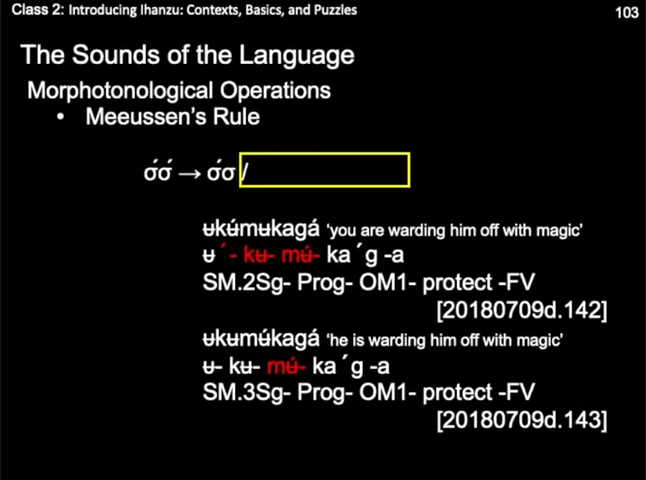 Class 2: Introducing Ihanzu: Contexts, Basics, and Puzzles
103
The Sounds of the Language
Morphotonological Operations
• Meeussen's Rule
σ́σ́ → σ́σ /
ʉkʉ́mʉkagá 'you are warding him off with magic'
ʉ ´- kʉ- mʉ́- ka ´g -a
SM.2Sg- Prog- OM1- protect -FV
[20180709d.142]
ʉkʉmʉ́kagá 'he is warding him off with magic'
ʉ- kʉ- mʉ́- ka ´g -a
SM.3Sg- Prog- OM1- protect -FV
[20180709d.143]